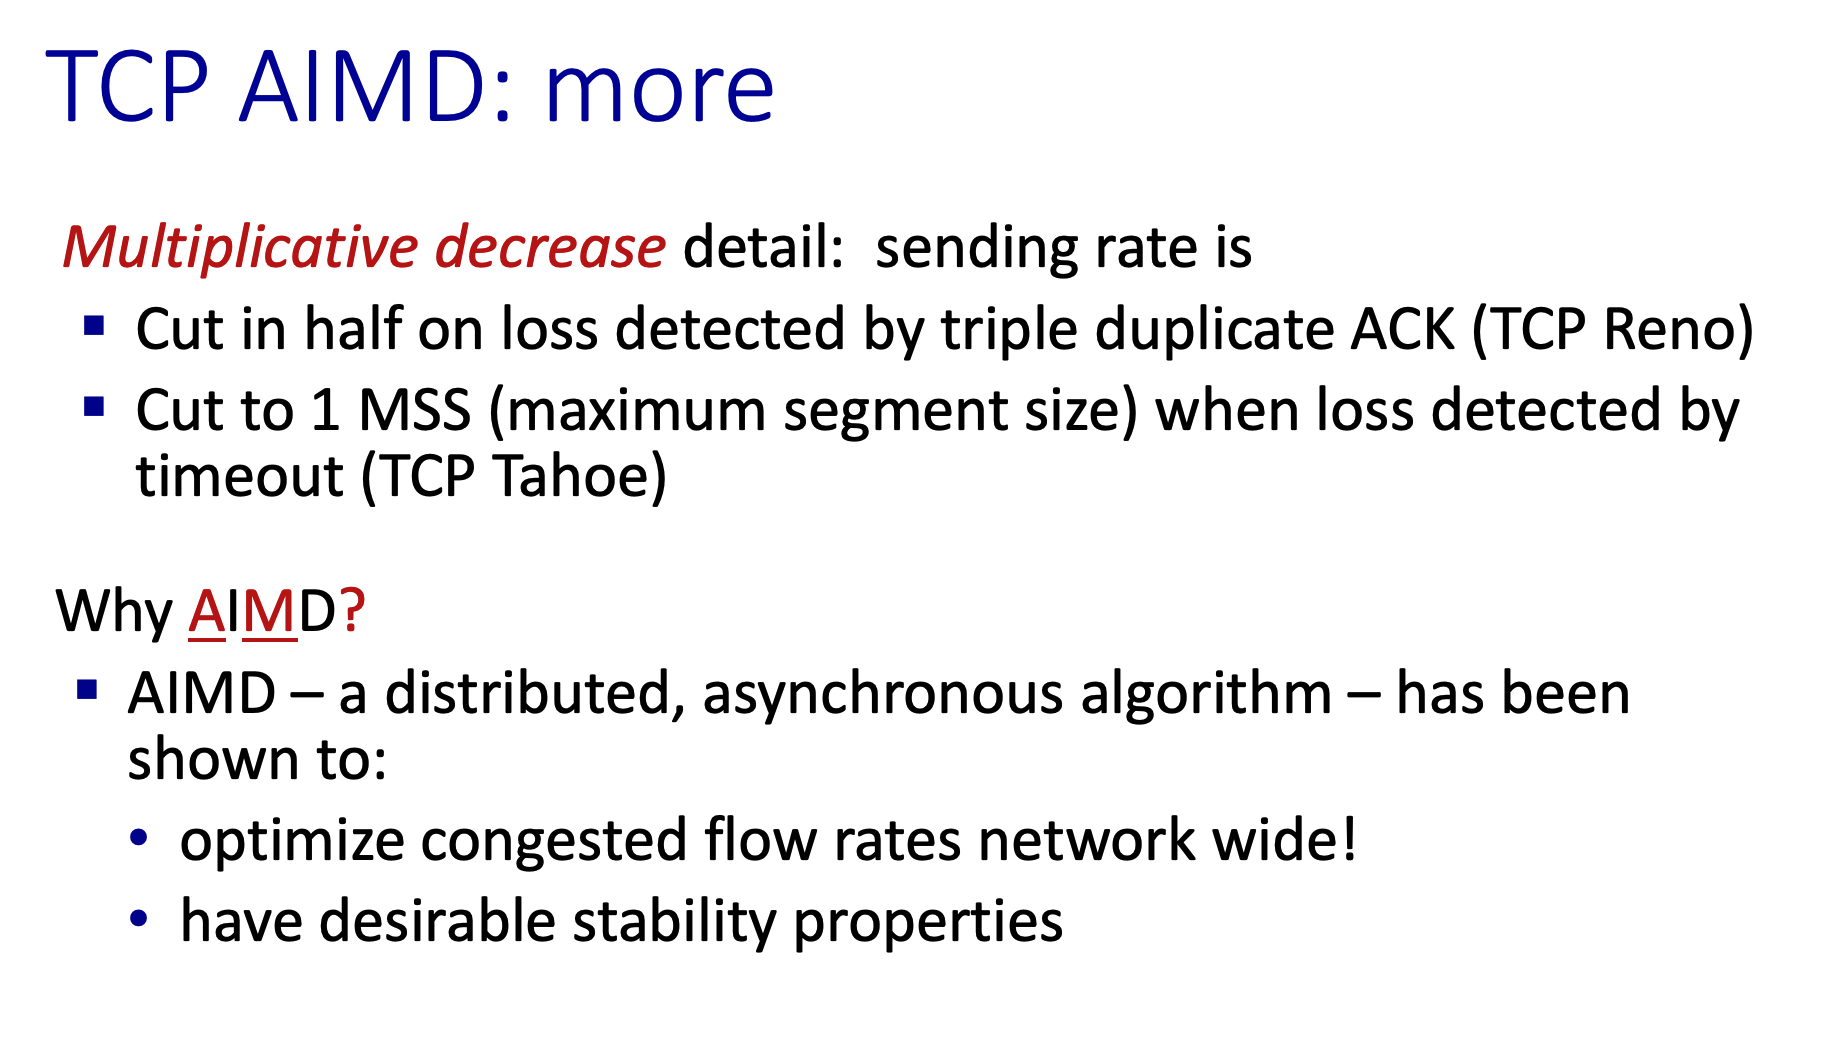 TCP AIMD: more
Multiplicative decrease detail:  sending rate is
▪ Cut in half on loss detected by triple duplicate ACK (TCP Reno)
▪ Cut to 1 MSS (maximum segment size) when loss detected by
timeout (TCP Tahoe)
Why AIMD?
▪ AIMD – a distributed, asynchronous algorithm – has been
shown to:
• optimize congested flow rates network wide!
• have desirable stability properties